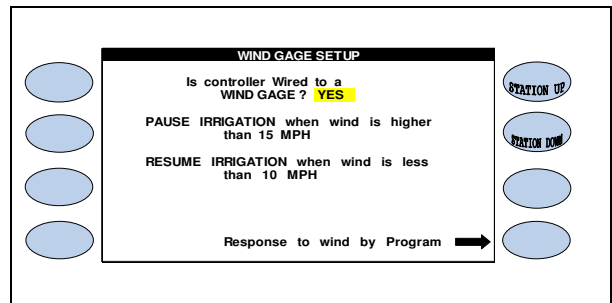 WIND GAGE SETUP
Is controller Wired to a
WIND GAGE ? YES
PAUSE IRRIGATION when wind is higher
than 15 MPH
RESUME IRRIGATION when wind is less
than 10 MPH
Response to wind by Program
STATION UP
STATION DOWN